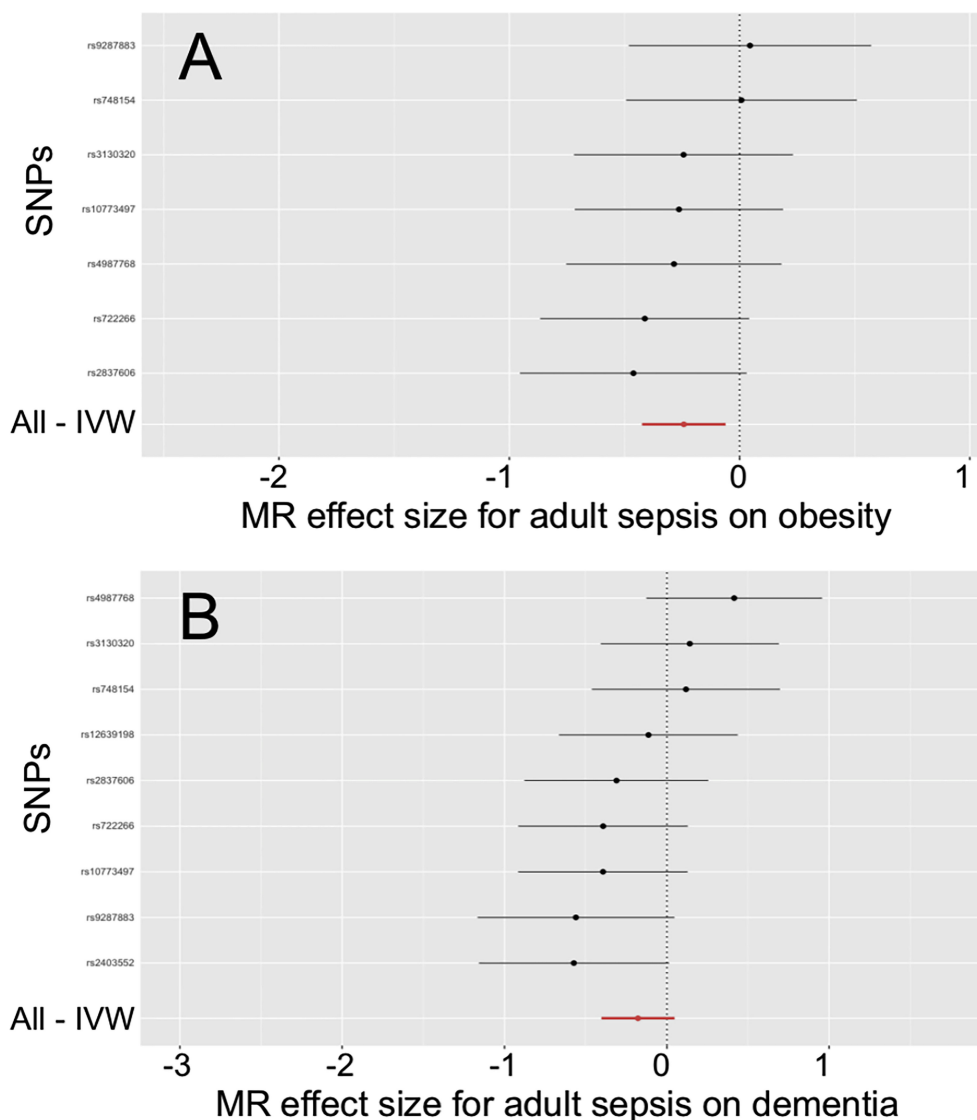 A
rs9287883
rs748154
rs3130320
rs10773497
rs4987768
rs722266
rs2837606
All - IVW
SNPs
-2 -1 0 1
MR effect size for adult sepsis on obesity
B
rs4987768
rs3130320
rs748154
rs12639198
rs2837606
rs722266
rs10773497
rs9287883
rs2403552
All - IVW
SNPs
-3 -2 -1 0 1
MR effect size for adult sepsis on dementia